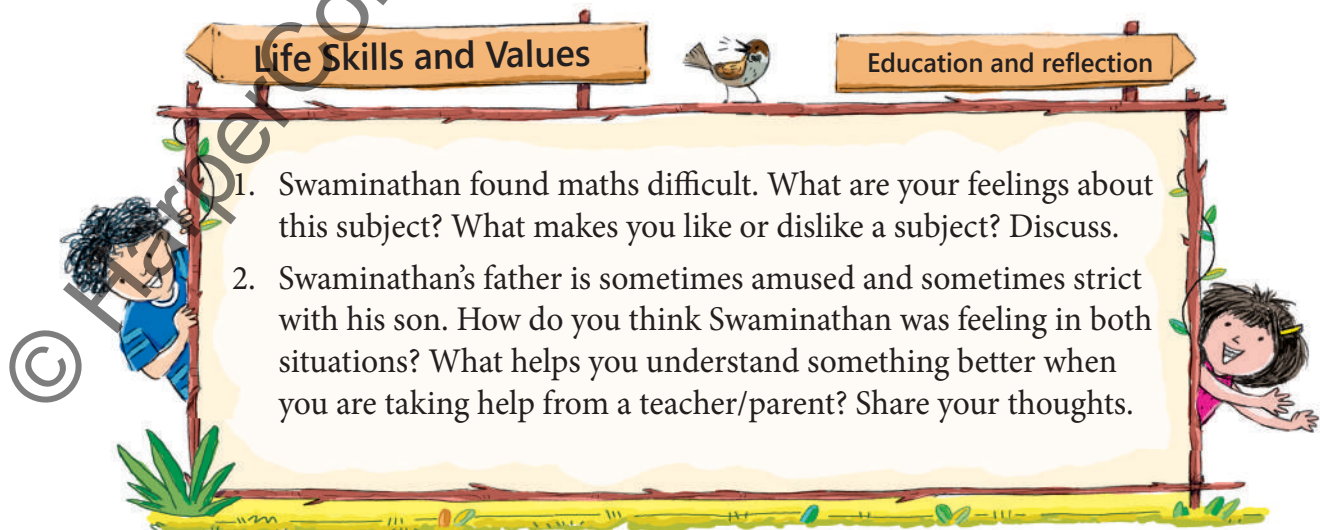 Life Skills and Values
Education and reflection
1. Swaminathan found maths difficult. What are your feelings about
this subject? What makes you like or dislike a subject? Discuss.
2. Swaminathan’s father is sometimes amused and sometimes strict
with his son. How do you think Swaminathan was feeling in both
situations? What helps you understand something better when
you are taking help from a teacher/parent? Share your thoughts.
©